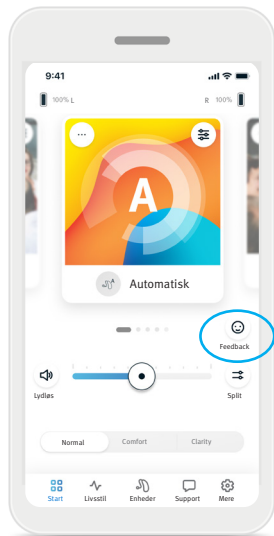 9:41
100% L
R 100%
A
A
Automatisk
Feedback
Lydløs
Split
Normal
Comfort
Clarity
Start
Livsstil
Enheder
Support
Mere